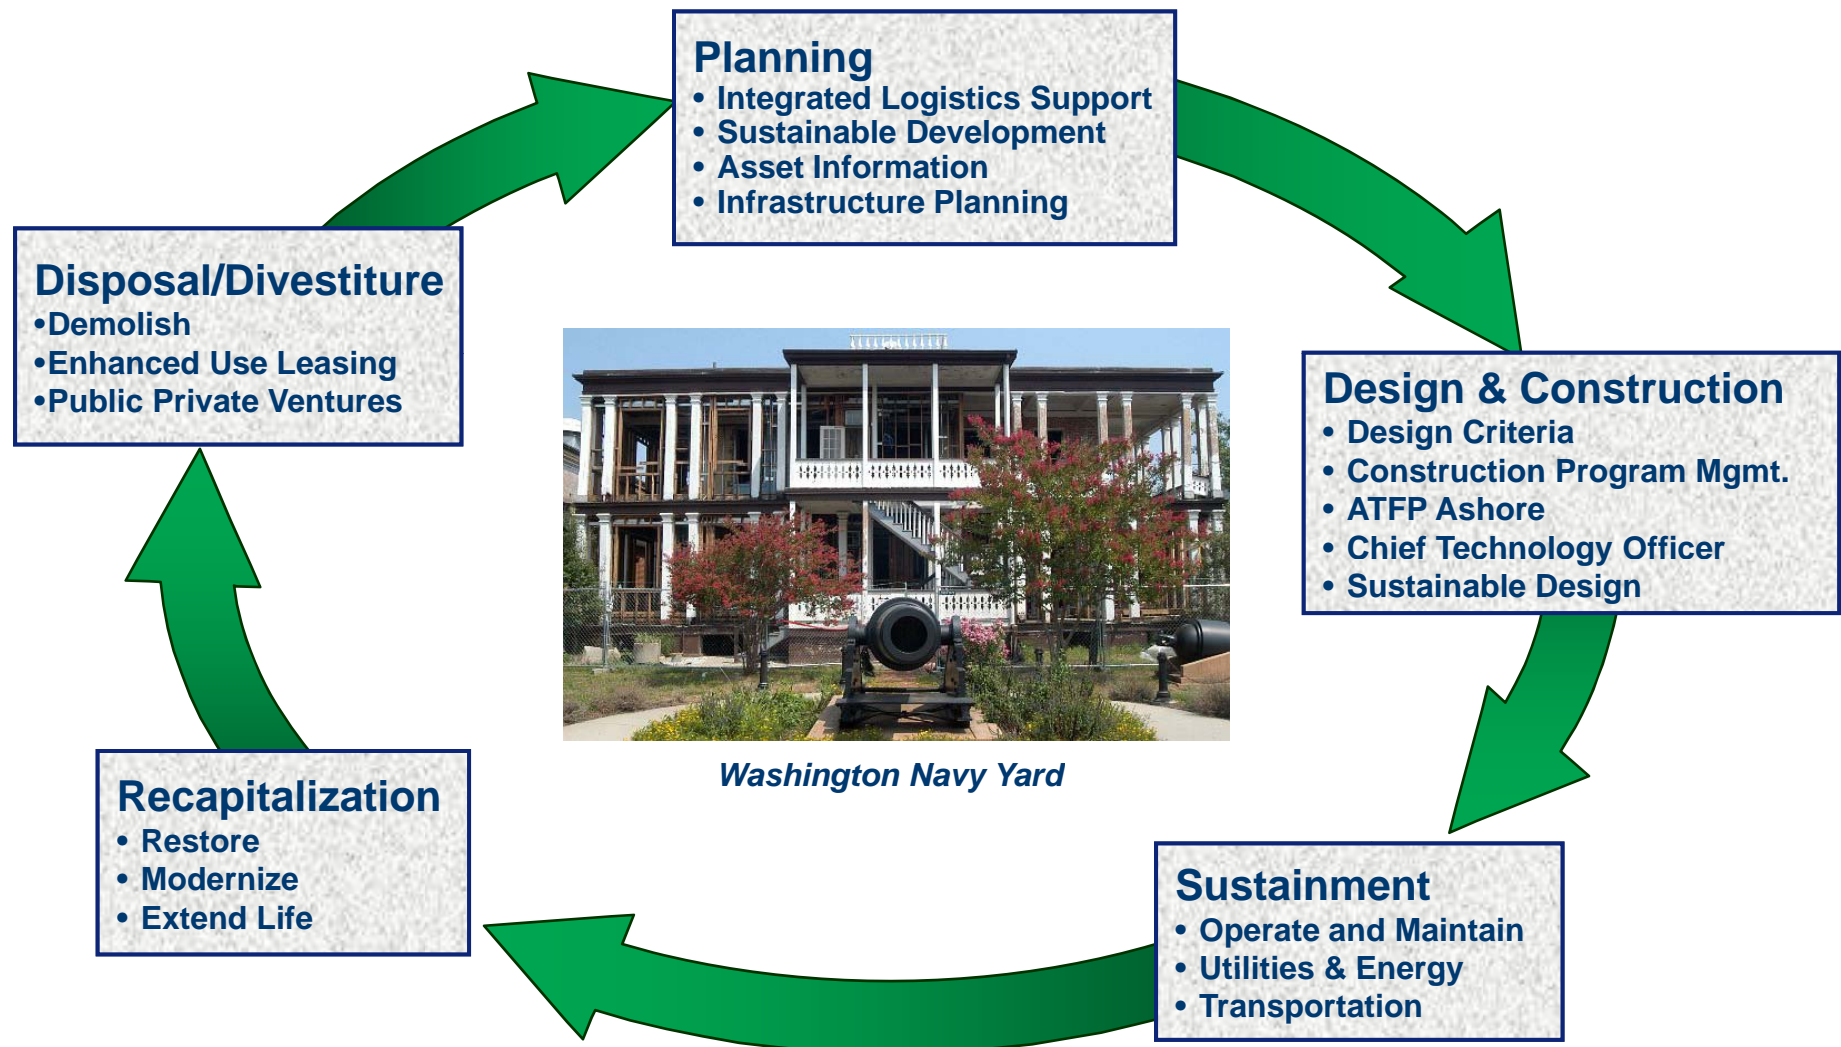 Planning
• Integrated Logistics Support
• Sustainable Development
• Asset Information
• Infrastructure Planning
Disposal/Divestiture
•Demolish
•Enhanced Use Leasing
•Public Private Ventures
Design & Construction
• Design Criteria
• Construction Program Mgmt.
• ATFP Ashore
• Chief Technology Officer
• Sustainable Design
Washington Navy Yard
Recapitalization
• Restore
• Modernize
• Extend Life
Sustainment
• Operate and Maintain
• Utilities & Energy
• Transportation